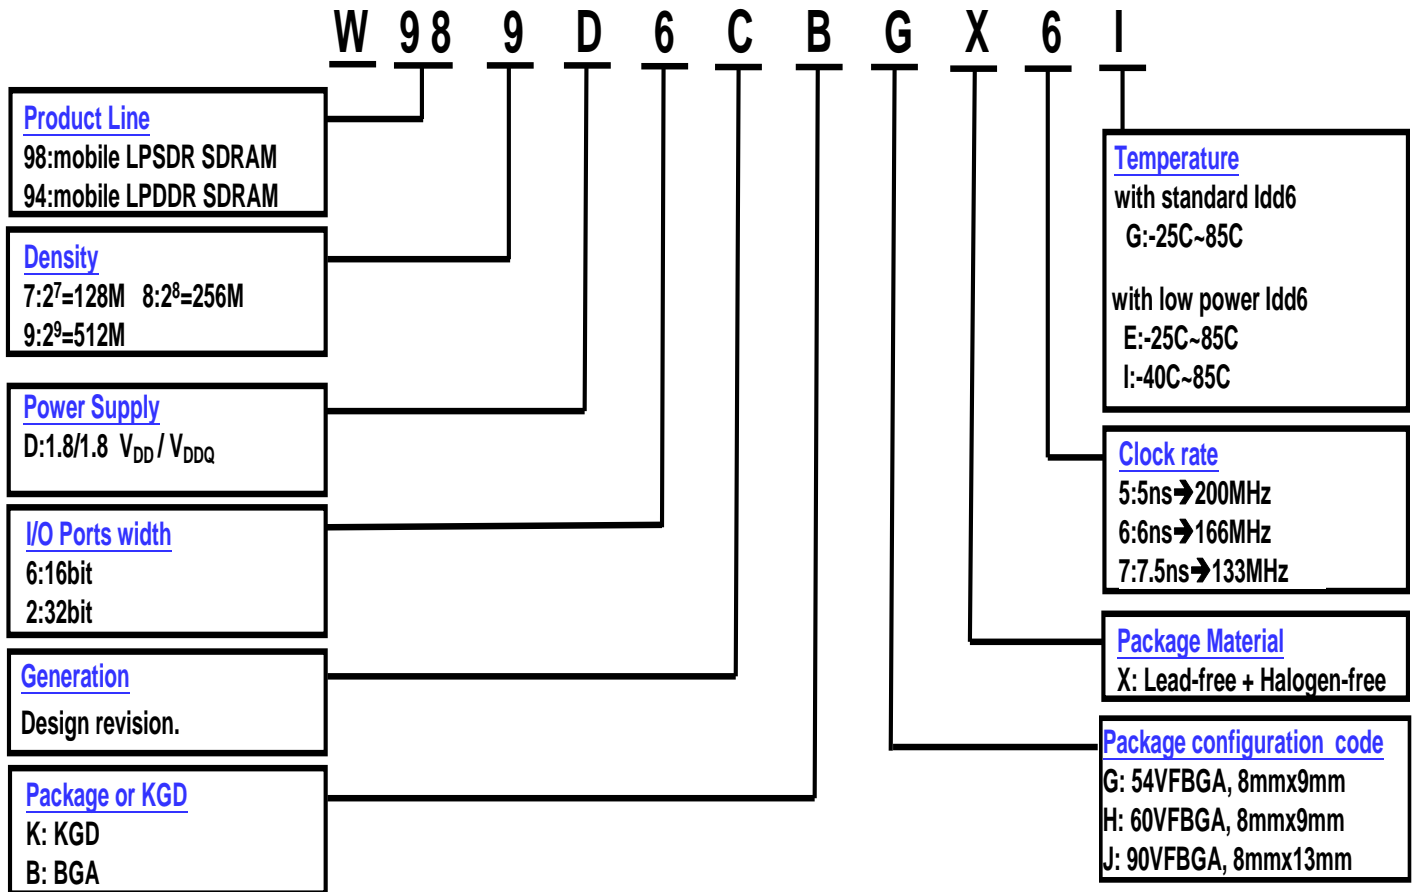 W 98 9 D 6 C B G X 6 I
Product Line
98:mobile LPSDR SDRAM
94:mobile LPDDR SDRAM
Density
7:2⁷=128M 8:2⁸=256M
9:2⁹=512M
Power Supply
D:1.8/1.8 VDD / VDDQ
I/O Ports width
6:16bit
2:32bit
Generation
Design revision.
Package or KGD
K: KGD
B: BGA
Temperature
with standard Idd6
G:-25C~85C
with low power Idd6
E:-25C~85C
I:-40C~85C
Clock rate
5:5ns➔200MHz
6:6ns➔166MHz
7:7.5ns➔133MHz
Package Material
X: Lead-free + Halogen-free
Package configuration code
G: 54VFBGA, 8mmx9mm
H: 60VFBGA, 8mmx9mm
J: 90VFBGA, 8mmx13mm